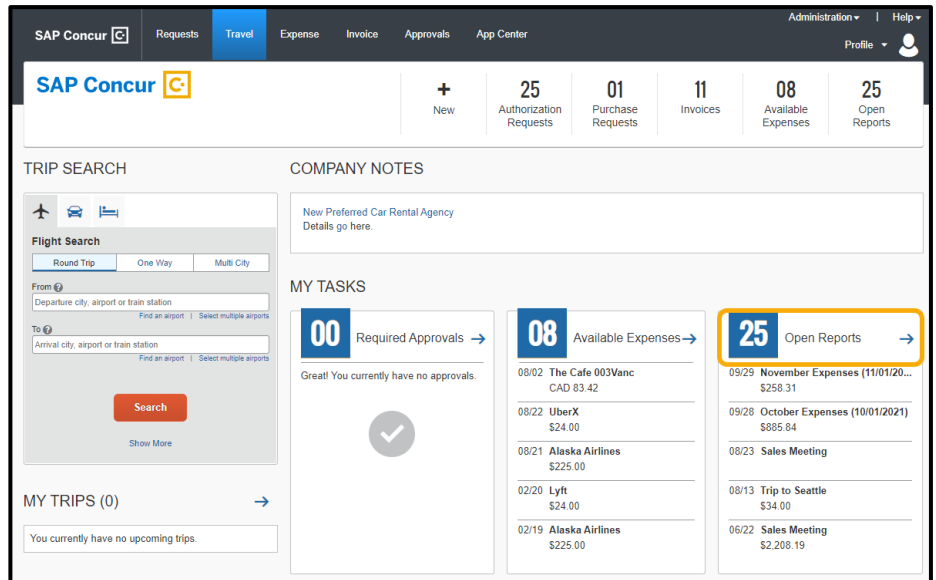 Administration | Help
SAP Concur C Requests Travel Expense Invoice Approvals App Center
Profile
SAP Concur C
+ 25 01 11 08 25
New Authorization Purchase Invoices Available Open
Requests Requests Expenses Reports
TRIP SEARCH
Flight Search
Round Trip One Way Multi City
From ?
Departure city, airport or train station
Find an airport | Select multiple airports
To ?
Arrival city, airport or train station
Find an airport | Select multiple airports
Search
Show More
MY TRIPS (0) →
You currently have no upcoming trips.
COMPANY NOTES
New Preferred Car Rental Agency
Details go here.
MY TASKS
00 Required Approvals →
Great! You currently have no approvals.
08 Available Expenses→
08/02 The Cafe 003Vanc
CAD 83.42
08/22 UberX
$24.00
08/21 Alaska Airlines
$225.00
02/20 Lyft
$24.00
02/19 Alaska Airlines
$225.00
25 Open Reports →
09/29 November Expenses (11/01/20...
$258.31
09/28 October Expenses (10/01/2021)
$885.84
08/23 Sales Meeting
08/13 Trip to Seattle
$34.00
06/22 Sales Meeting
$2,208.19